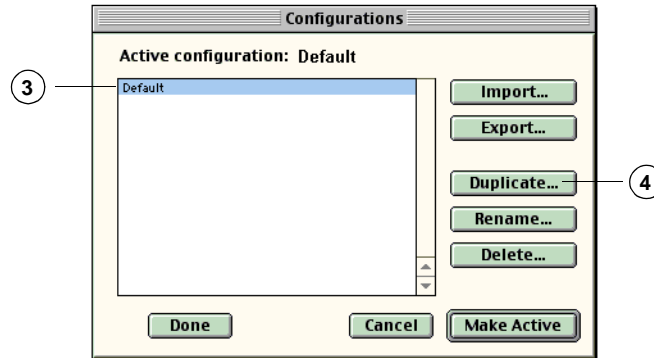 Configurations
Active configuration: Default
3
Default
Import...
Export...
Duplicate...
4
Rename...
Delete...
Done
Cancel
Make Active